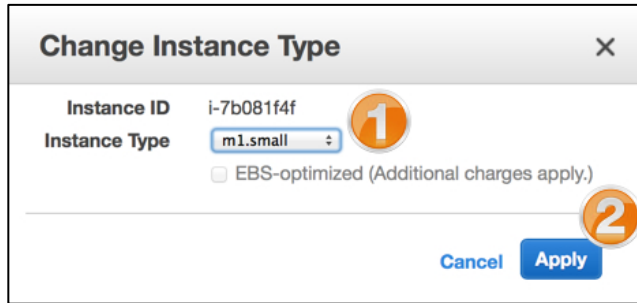 Change Instance Type ×
Instance ID i-7b081f4f
Instance Type m1.small
1
EBS-optimized (Additional charges apply.)
2
Cancel Apply